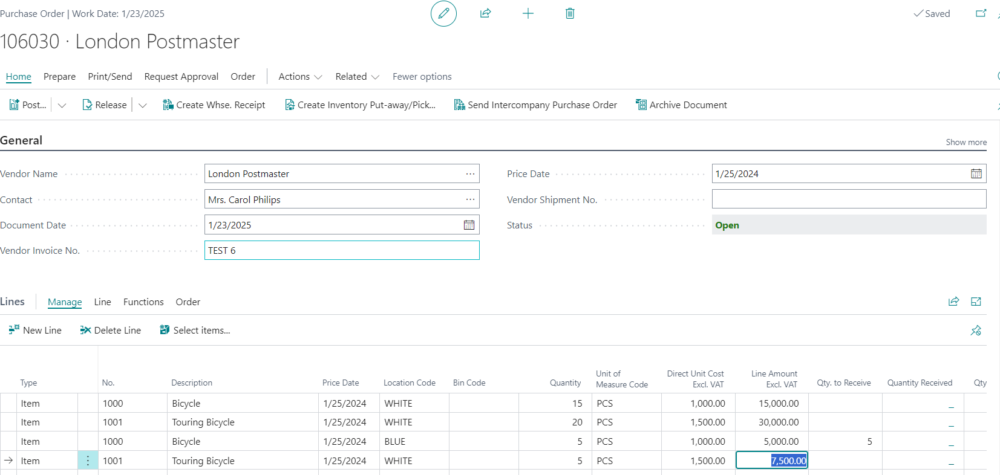 Purchase Order | Work Date: 1/23/2025
Saved
106030 · London Postmaster
Home Prepare Print/Send Request Approval Order Actions Related Fewer options
Post... Release Create Whse. Receipt Create Inventory Put-away/Pick... Send Intercompany Purchase Order Archive Document
General
Show more
Vendor Name London Postmaster ... Price Date 1/25/2024
Contact Mrs. Carol Philips ... Vendor Shipment No.
Document Date 1/23/2025 Status Open
Vendor Invoice No. TEST 6
Lines Manage Line Functions Order
New Line Delete Line Select items...
Type No. Description Price Date Location Code Bin Code Quantity Unit of Measure Code Direct Unit Cost Excl. VAT Line Amount Excl. VAT Qty. to Receive Quantity Received Qty
Item 1000 Bicycle 1/25/2024 WHITE 15 PCS 1,000.00 15,000.00 _
Item 1001 Touring Bicycle 1/25/2024 WHITE 20 PCS 1,500.00 30,000.00 _
Item 1000 Bicycle 1/25/2024 BLUE 5 PCS 1,000.00 5,000.00 5 _
Item 1001 Touring Bicycle 1/25/2024 WHITE 5 PCS 1,500.00 7,500.00 _